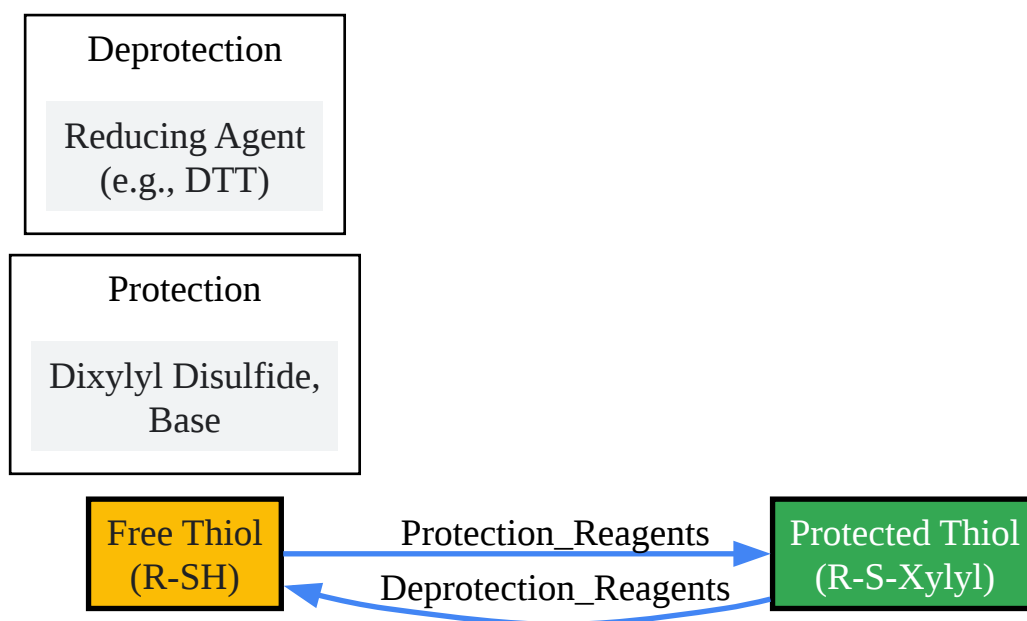 Deprotection
Reducing Agent
(e.g., DTT)
Protection
Dixylyl Disulfide,
Base
Free Thiol
(R-SH)
Protection_Reagents
Deprotection_Reagents
Protected Thiol
(R-S-Xylyl)